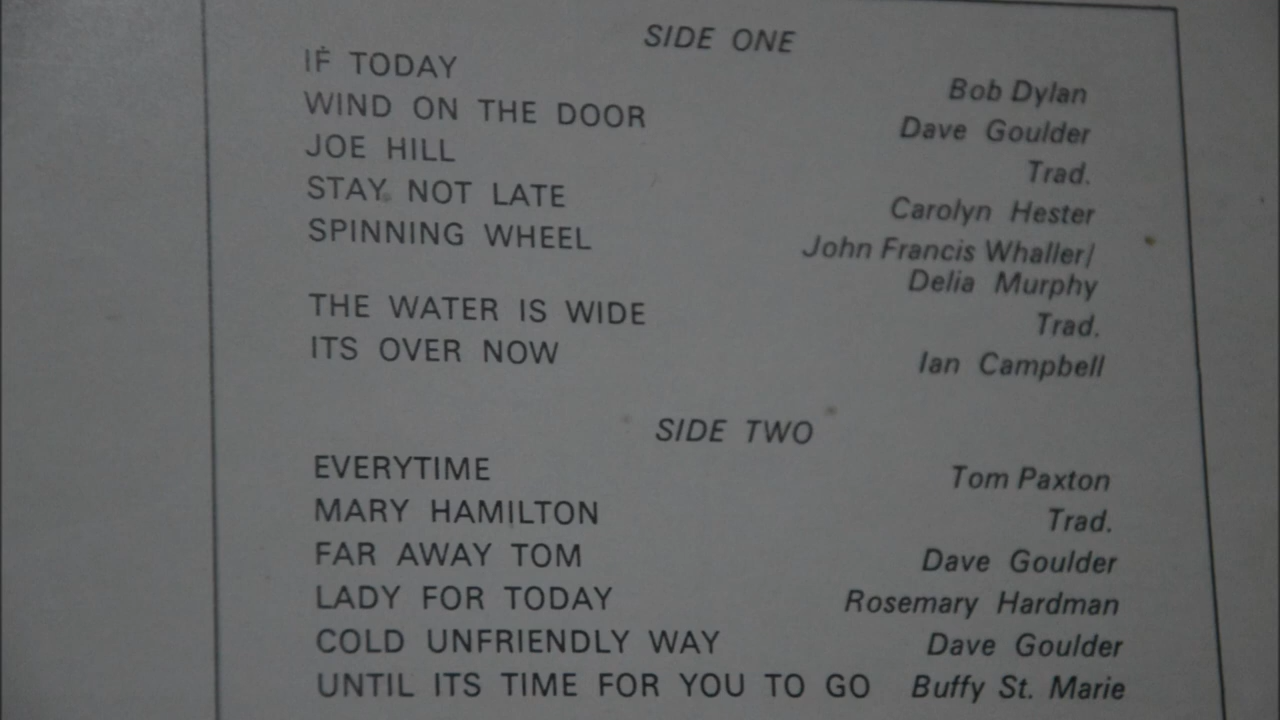 SIDE ONE
IF TODAY Bob Dylan
WIND ON THE DOOR Dave Goulder
JOE HILL Trad.
STAY NOT LATE Carolyn Hester
SPINNING WHEEL John Francis Whaller/
Delia Murphy
THE WATER IS WIDE Trad.
ITS OVER NOW Ian Campbell
SIDE TWO
EVERYTIME Tom Paxton
MARY HAMILTON Trad.
FAR AWAY TOM Dave Goulder
LADY FOR TODAY Rosemary Hardman
COLD UNFRIENDLY WAY Dave Goulder
UNTIL ITS TIME FOR YOU TO GO Buffy St. Marie